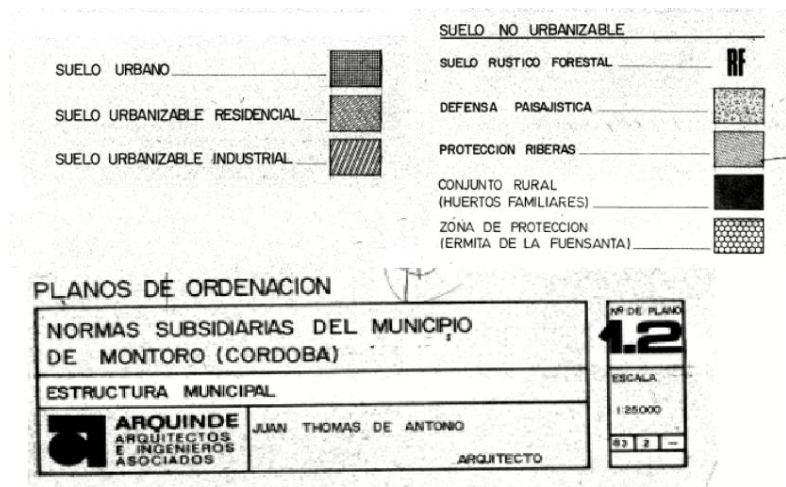 SUELO URBANO
SUELO URBANIZABLE RESIDENCIAL
SUELO URBANIZABLE INDUSTRIAL
SUELO NO URBANIZABLE
SUELO RUSTICO FORESTAL RF
DEFENSA PAISAJISTICA
PROTECCION RIBERAS
CONJUNTO RURAL
(HUERTOS FAMILIARES)
ZONA DE PROTECCION
(ERMITA DE LA FUENSANTA)
PLANOS DE ORDENACION
NORMAS SUBSIDIARIAS DEL MUNICIPIO
DE MONTORO (CORDOBA)
ESTRUCTURA MUNICIPAL
ARQUINDE
ARQUITECTOS
E INGENIEROS
ASOCIADOS
JUAN THOMAS DE ANTONIO
ARQUITECTO
Nº DE PLANO
1.2
ESCALA
1:25000
83 2 —